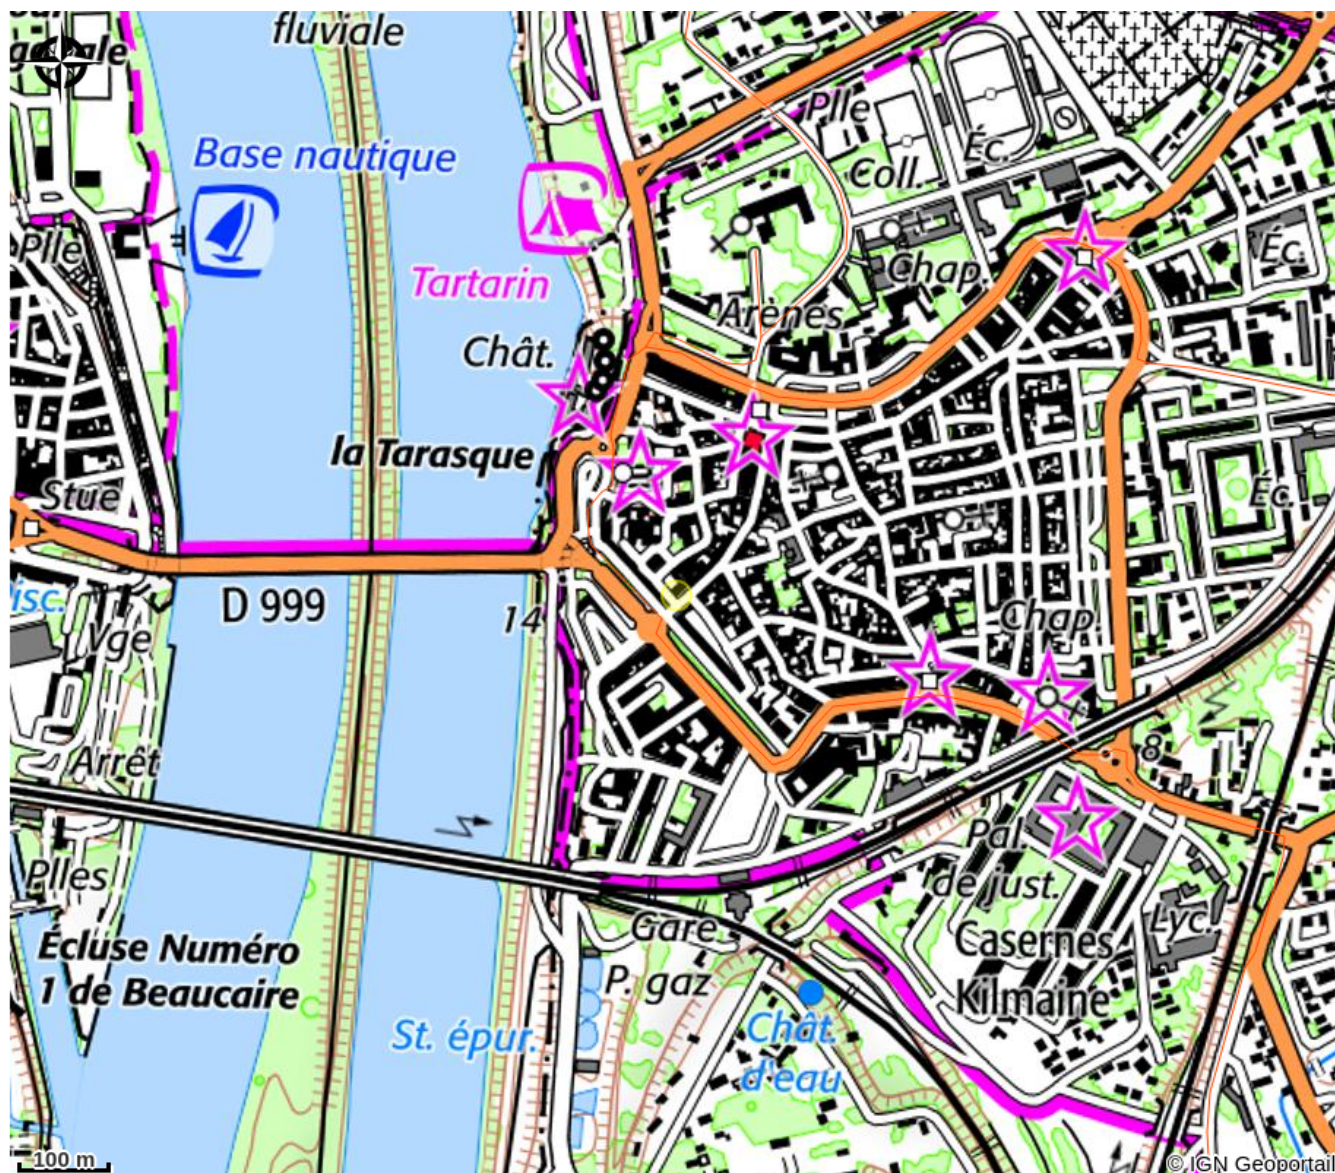 fluviale
Base nautique
Plle
Éc.
Coll.
Plle
Éc.
Chap.
Tartarin
Arènes
Chât.
la Tarasque
Stue
Éc.
D 999
14
Chap.
Vge
Arrêt
8
Pal.
de just.
Plles
Gare
Lyc.
Casernes
Kilmaine
Écluse Numéro
1 de Beaucaire
P. gaz
St. épur.
Chât.
d'eau
100 m
© IGN Geoportail